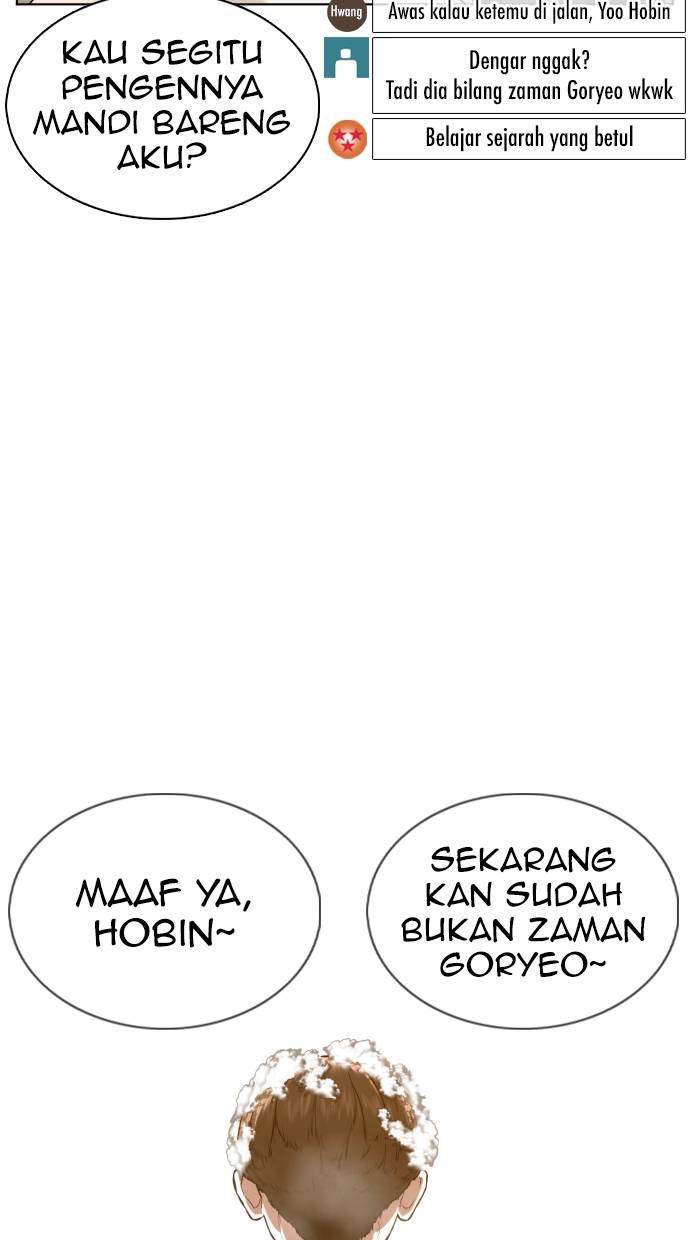 Hwang
Awas kalau ketemu di jalan, Yoo Hobin
KAU SEGITU
PENGENNYA
MANDI BARENG
AKU?
Dengar nggak?
Tadi dia bilang zaman Goryeo wkwk
Belajar sejarah yang betul
MAAF YA,
HOBIN~
SEKARANG
KAN SUDAH
BUKAN ZAMAN
GORYEO~